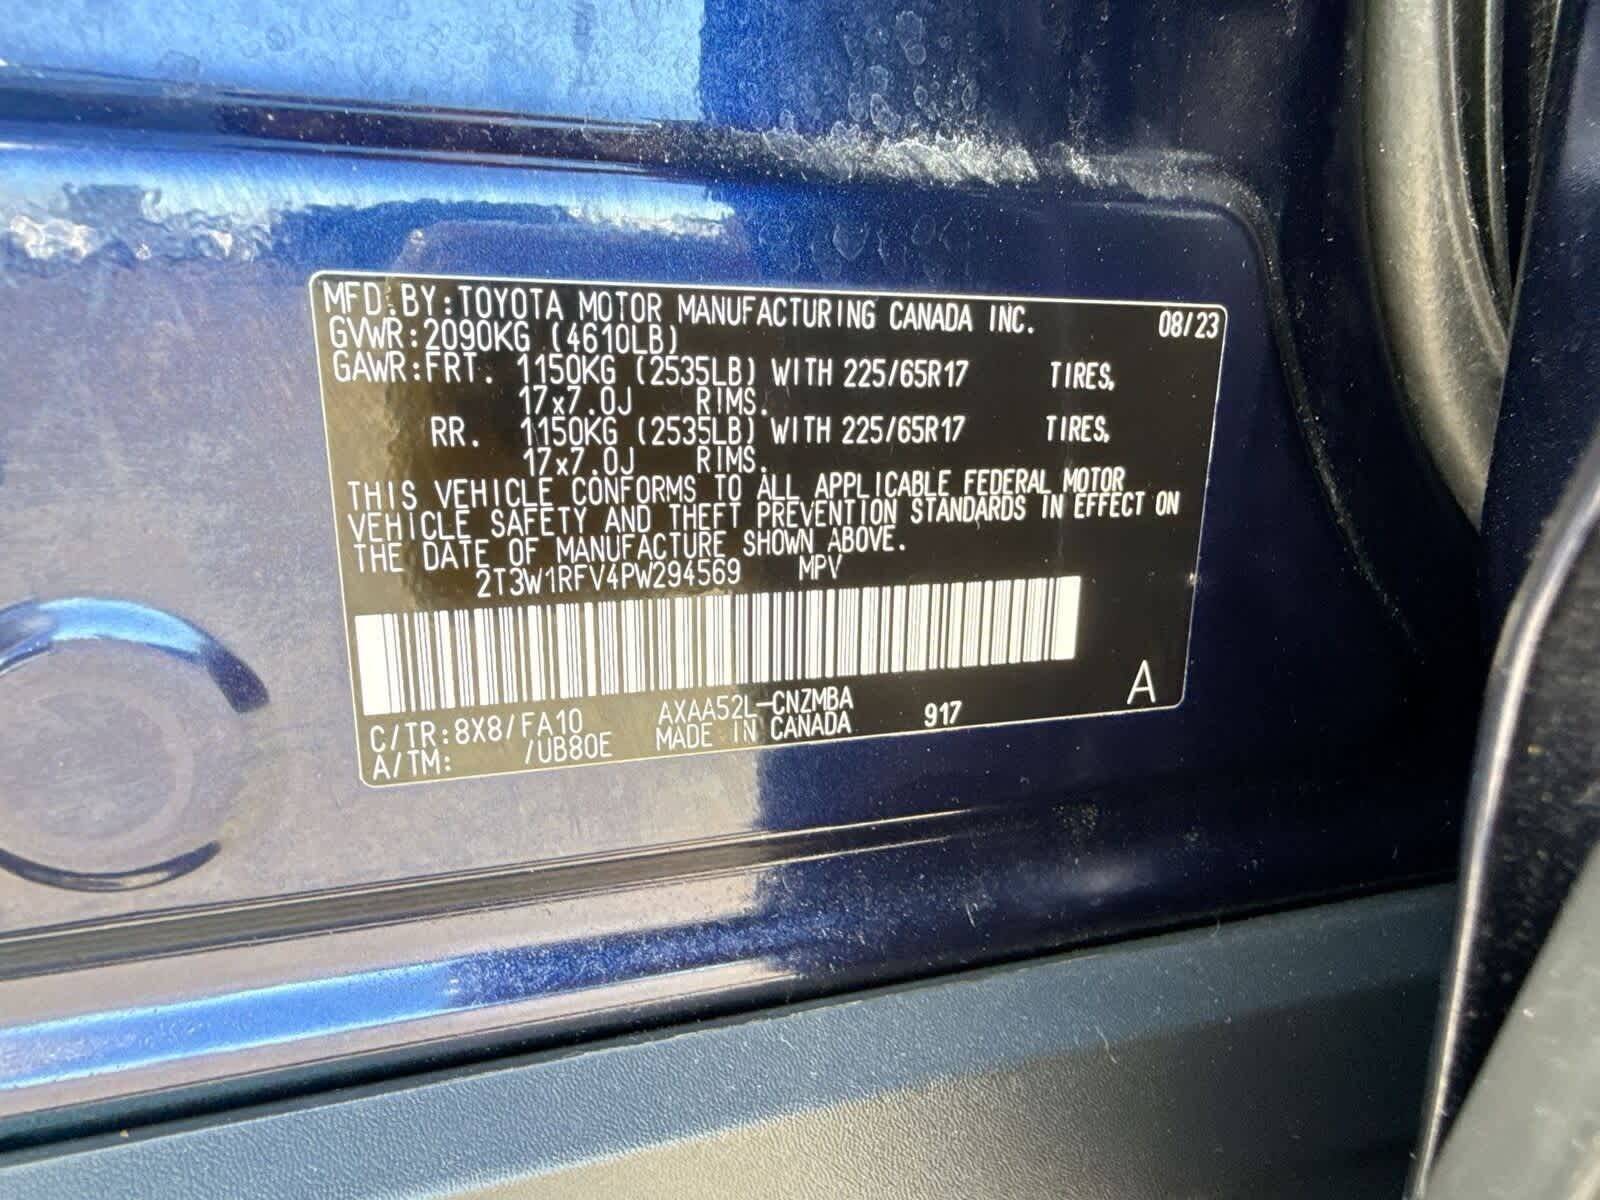 MFD.BY:TOYOTA MOTOR MANUFACTURING CANADA INC. 08/23
GVWR:2090KG (4610LB)
GAWR:FRT. 1150KG (2535LB) WITH 225/65R17 TIRES,
17x7.0J RIMS.
RR. 1150KG (2535LB) WITH 225/65R17 TIRES,
17x7.0J RIMS.
THIS VEHICLE CONFORMS TO ALL APPLICABLE FEDERAL MOTOR
VEHICLE SAFETY AND THEFT PREVENTION STANDARDS IN EFFECT ON
THE DATE OF MANUFACTURE SHOWN ABOVE.
2T3W1RFV4PW294569 MPV
C/TR:8X8/FA10 AXAA52L-CNZMBA 917 A
A/TM: /UB80E MADE IN CANADA